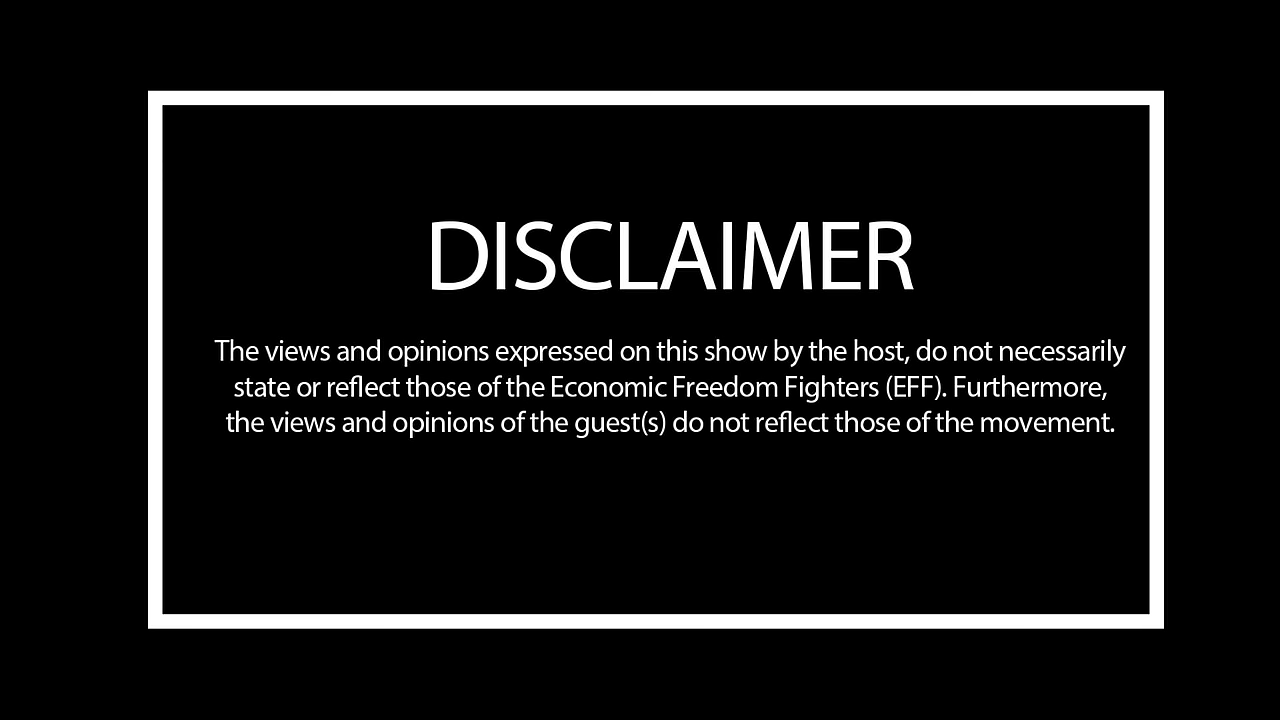 DISCLAIMER
The views and opinions expressed on this show by the host, do not necessarily
state or reflect those of the Economic Freedom Fighters (EFF). Furthermore,
the views and opinions of the guest(s) do not reflect those of the movement.